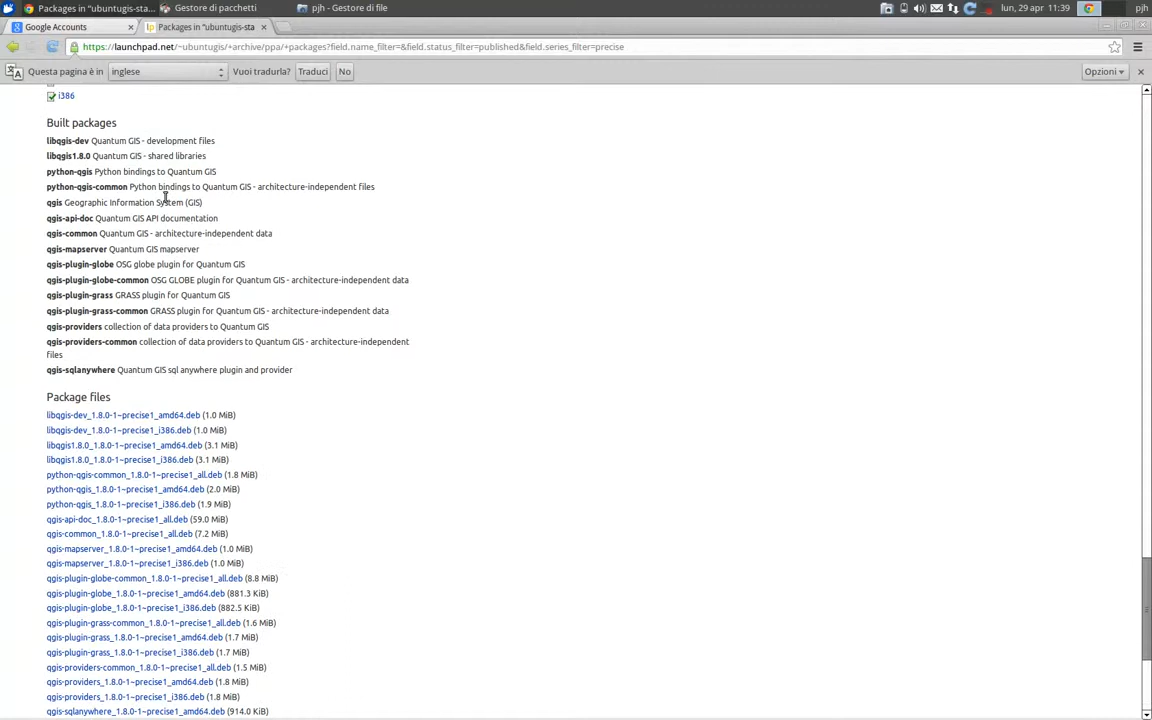 Packages in "ubuntugis-sta
Gestore di pacchetti
pjh - Gestore di file
lun, 29 apr 11:39
pjh
Google Accounts
Packages in "ubuntugis-sta
https://launchpad.net/~ubuntugis/+archive/ppa/+packages?field.name_filter=&field.status_filter=published&field.series_filter=precise
Questa pagina è in
inglese
Vuoi tradurla?
Traduci
No
Opzioni
i386
Built packages
libqgis-dev Quantum GIS - development files
libqgis1.8.0 Quantum GIS - shared libraries
python-qgis Python bindings to Quantum GIS
python-qgis-common Python bindings to Quantum GIS - architecture-independent files
qgis Geographic Information System (GIS)
qgis-api-doc Quantum GIS API documentation
qgis-common Quantum GIS - architecture-independent data
qgis-mapserver Quantum GIS mapserver
qgis-plugin-globe OSG globe plugin for Quantum GIS
qgis-plugin-globe-common OSG GLOBE plugin for Quantum GIS - architecture-independent data
qgis-plugin-grass GRASS plugin for Quantum GIS
qgis-plugin-grass-common GRASS plugin for Quantum GIS - architecture-independent data
qgis-providers collection of data providers to Quantum GIS
qgis-providers-common collection of data providers to Quantum GIS - architecture-independent
files
qgis-sqlanywhere Quantum GIS sql anywhere plugin and provider
Package files
libqgis-dev_1.8.0-1~precise1_amd64.deb (1.0 MiB)
libqgis-dev_1.8.0-1~precise1_i386.deb (1.0 MiB)
libqgis1.8.0_1.8.0-1~precise1_amd64.deb (3.1 MiB)
libqgis1.8.0_1.8.0-1~precise1_i386.deb (3.1 MiB)
python-qgis-common_1.8.0-1~precise1_all.deb (1.8 MiB)
python-qgis_1.8.0-1~precise1_amd64.deb (2.0 MiB)
python-qgis_1.8.0-1~precise1_i386.deb (1.9 MiB)
qgis-api-doc_1.8.0-1~precise1_all.deb (59.0 MiB)
qgis-common_1.8.0-1~precise1_all.deb (7.2 MiB)
qgis-mapserver_1.8.0-1~precise1_amd64.deb (1.0 MiB)
qgis-mapserver_1.8.0-1~precise1_i386.deb (1.0 MiB)
qgis-plugin-globe-common_1.8.0-1~precise1_all.deb (8.8 MiB)
qgis-plugin-globe_1.8.0-1~precise1_amd64.deb (881.3 KiB)
qgis-plugin-globe_1.8.0-1~precise1_i386.deb (882.5 KiB)
qgis-plugin-grass-common_1.8.0-1~precise1_all.deb (1.6 MiB)
qgis-plugin-grass_1.8.0-1~precise1_amd64.deb (1.7 MiB)
qgis-plugin-grass_1.8.0-1~precise1_i386.deb (1.7 MiB)
qgis-providers-common_1.8.0-1~precise1_all.deb (1.5 MiB)
qgis-providers_1.8.0-1~precise1_amd64.deb (1.8 MiB)
qgis-providers_1.8.0-1~precise1_i386.deb (1.8 MiB)
qgis-sqlanywhere_1.8.0-1~precise1_amd64.deb (914.0 KiB)